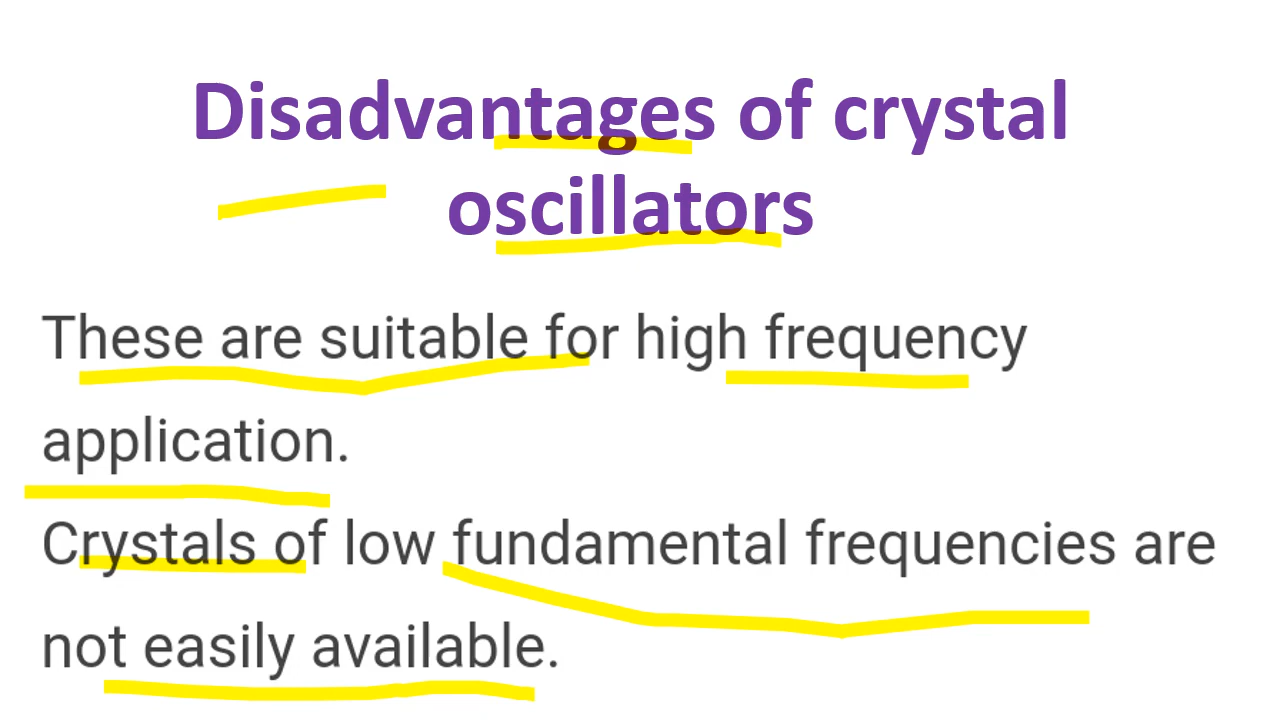 Disadvantages of crystal
oscillators
These are suitable for high frequency
application.
Crystals of low fundamental frequencies are
not easily available.